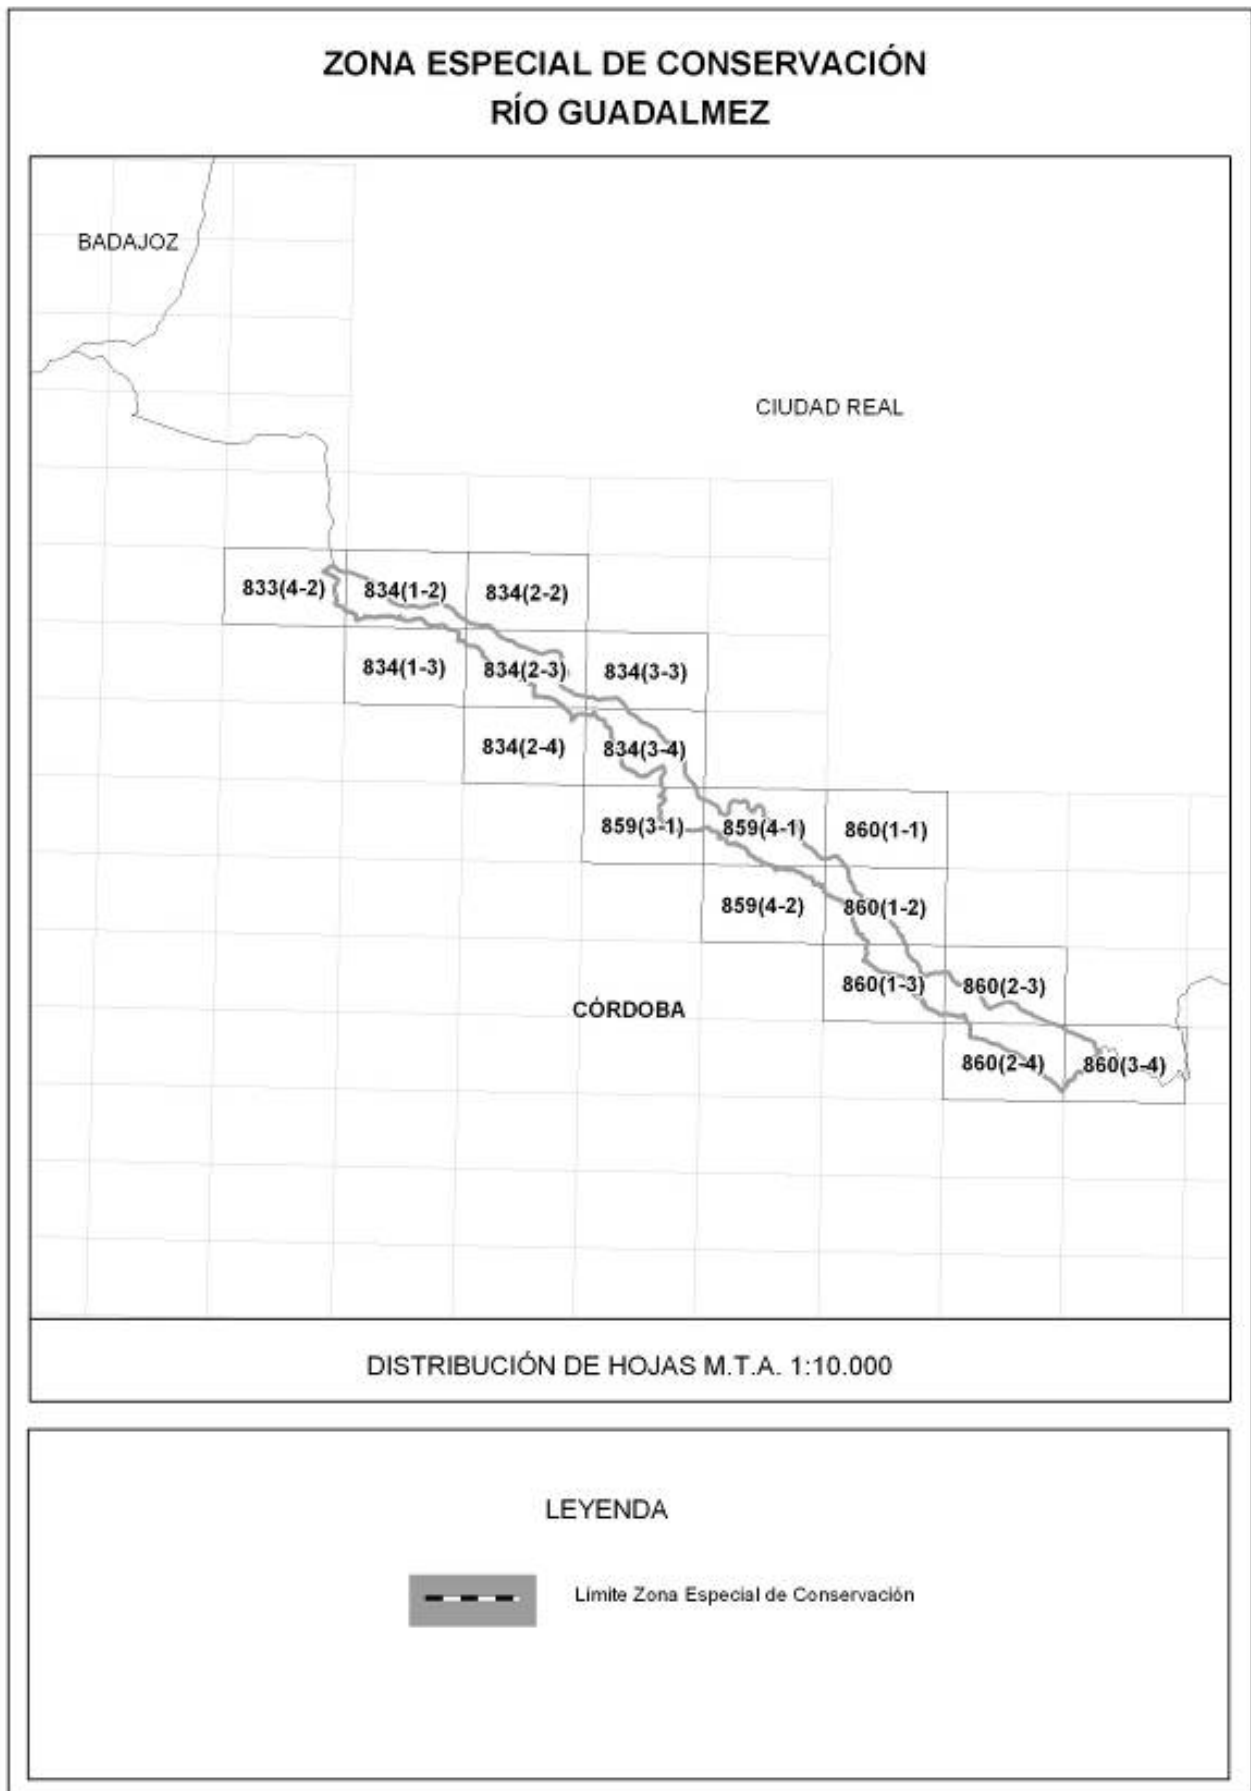 ZONA ESPECIAL DE CONSERVACIÓN
RÍO GUADALMEZ
BADAJOZ
CIUDAD REAL
833(4-2)
834(1-2)
834(2-2)
834(1-3)
834(2-3)
834(3-3)
834(2-4)
834(3-4)
859(3-1)
859(4-1)
860(1-1)
859(4-2)
860(1-2)
860(1-3)
860(2-3)
CÓRDOBA
860(2-4)
860(3-4)
DISTRIBUCIÓN DE HOJAS M.T.A. 1:10.000
LEYENDA
Límite Zona Especial de Conservación